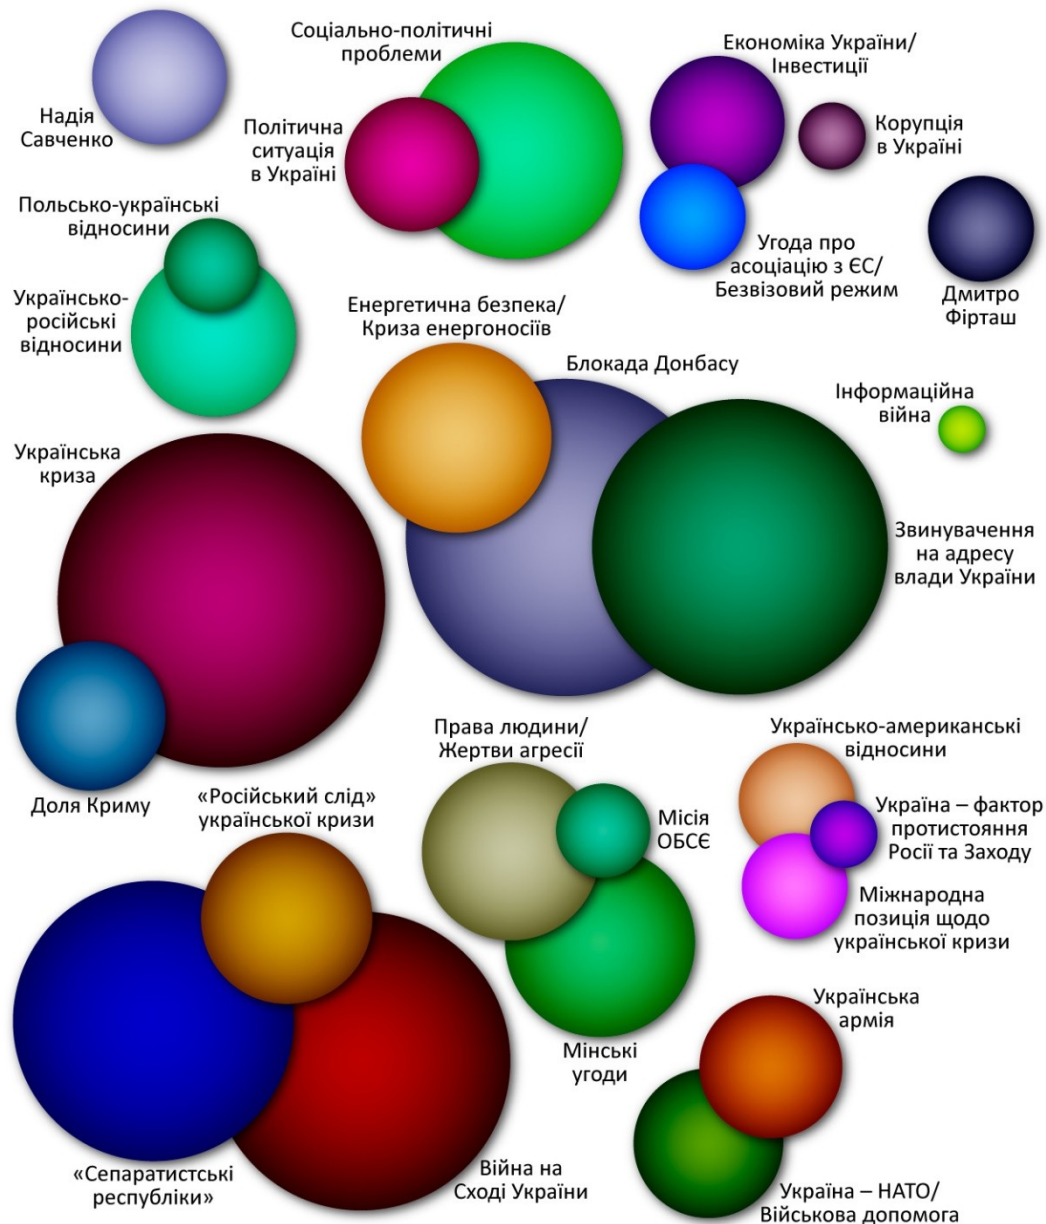 Соціально-політичні
проблеми
Економіка України/
Інвестиції
Надія
Савченко
Політична
ситуація
в Україні
Корупція
в Україні
Польсько-українські
відносини
Угода про
асоціацію з ЄС/
Безвізовий режим
Дмитро
Фірташ
Українсько-
російські
відносини
Енергетична безпека/
Криза енергоносіїв
Блокада Донбасу
Інформаційна
війна
Українська
криза
Звинувачення
на адресу
влади України
Доля Криму
Права людини/
Жертви агресії
Українсько-американські
відносини
«Російський слід»
української кризи
Місія
ОБСЄ
Україна – фактор
протистояння
Росії та Заходу
Міжнародна
позиція щодо
української кризи
Українська
армія
Мінські
угоди
«Сепаратистські
республіки»
Війна на
Сході України
Україна – НАТО/
Військова допомога